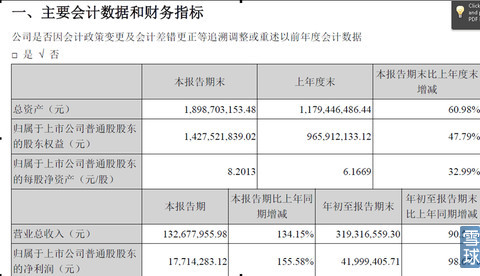 一、主要会计数据和财务指标
公司是否因会计政策变更及会计差错更正等追溯调整或重述以前年度会计数据
□ 是 √ 否
本报告期末 上年度末 本报告期末比上年度末
增减
总资产（元） 1,898,703,153.48 1,179,446,486.44 60.98%
归属于上市公司普通股股东
的股东权益（元） 1,427,521,839.02 965,912,133.12 47.79%
归属于上市公司普通股股东
的每股净资产（元/股） 8.2013 6.1669 32.99%
本报告期 本报告期比上年同
期增减 年初至报告期末 年初至报告期末
比上年同期增减
营业总收入（元） 132,677,955.98 134.15% 319,316,559.30 90.
归属于上市公司普通股股东
的净利润（元） 17,714,283.12 155.58% 41,999,405.71 98.
雪球
Clic
and
PDF